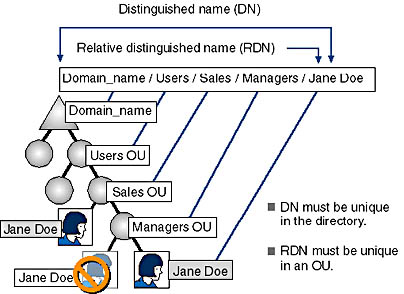 Distinguished name (DN)
Relative distinguished name (RDN)
Domain_name / Users / Sales / Managers / Jane Doe
Domain_name
Users OU
Sales OU
Jane Doe
Managers OU
Jane Doe
Jane Doe
DN must be unique
in the directory.
RDN must be unique
in an OU.